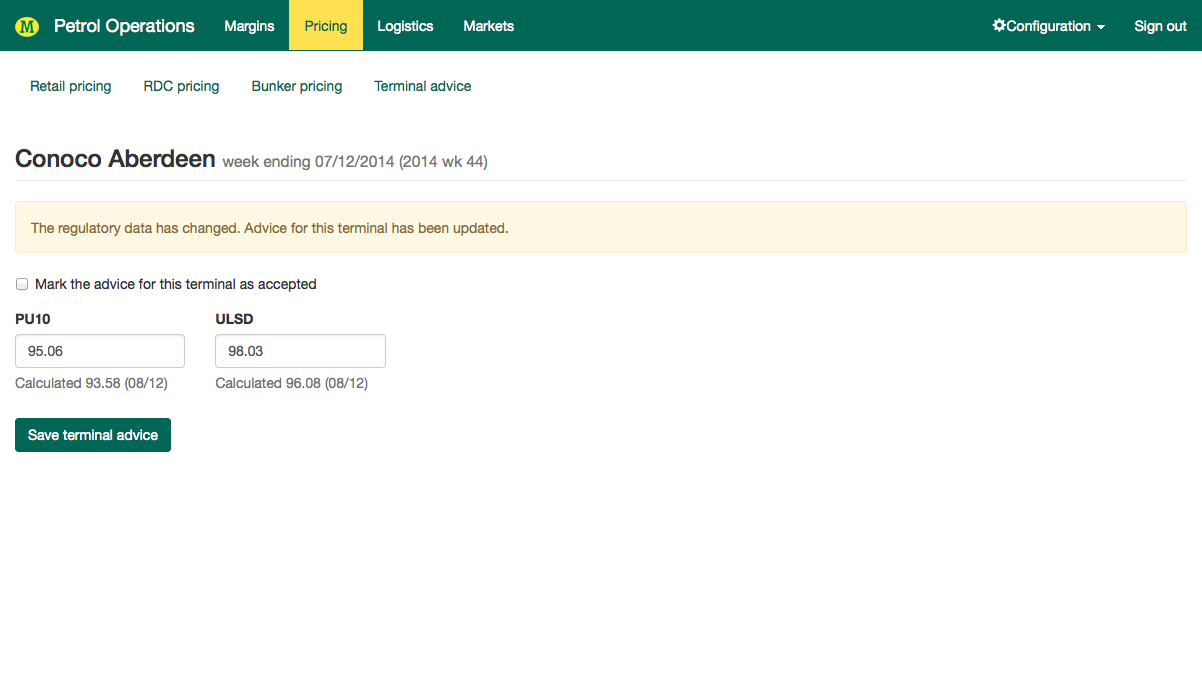 M Petrol Operations Margins Pricing Logistics Markets Configuration Sign out
Retail pricing RDC pricing Bunker pricing Terminal advice
Conoco Aberdeen week ending 07/12/2014 (2014 wk 44)
The regulatory data has changed. Advice for this terminal has been updated.
Mark the advice for this terminal as accepted
PU10 ULSD
95.06 98.03
Calculated 93.58 (08/12) Calculated 96.08 (08/12)
Save terminal advice